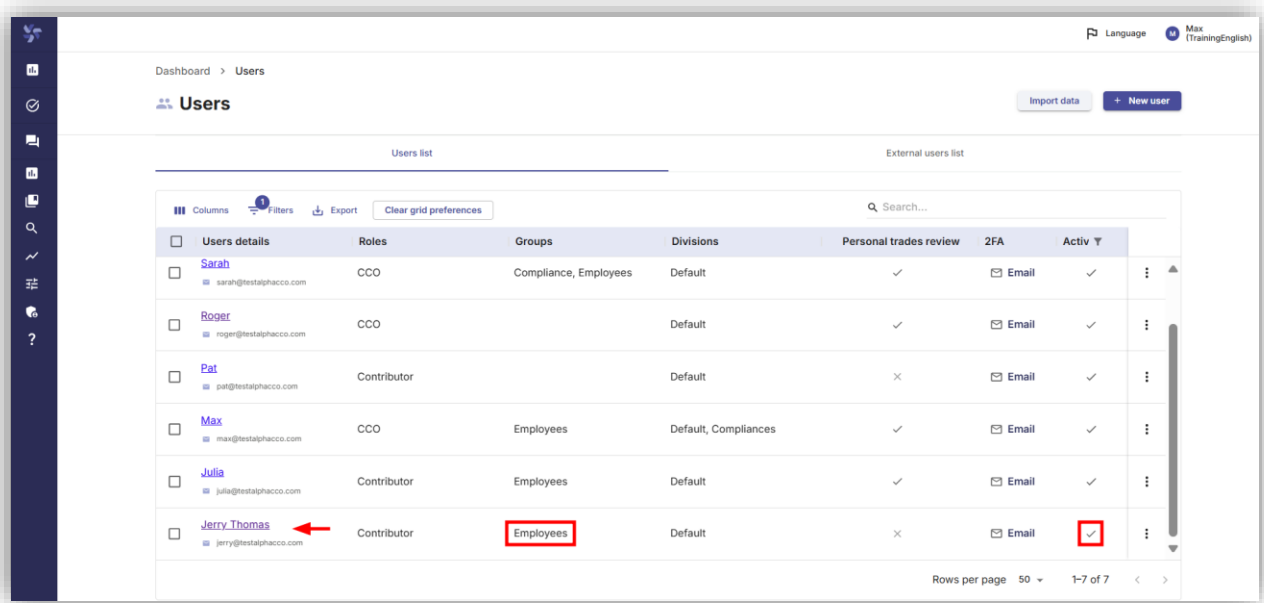 Language
M
Max
(TrainingEnglish)
Dashboard > Users
Users
Import data
+ New user
Users list
External users list
Columns
1
Filters
Export
Clear grid preferences
Search...
Users details Roles Groups Divisions Personal trades review 2FA Activ
Sarah
sarah@testalphacco.com
CCO Compliance, Employees Default Email
Roger
roger@testalphacco.com
CCO Default Email
Pat
pat@testalphacco.com
Contributor Default Email
Max
max@testalphacco.com
CCO Employees Default, Compliances Email
Julia
julia@testalphacco.com
Contributor Employees Default Email
Jerry Thomas
jerry@testalphacco.com
Contributor Employees Default Email
?
Rows per page 50 1–7 of 7 < >